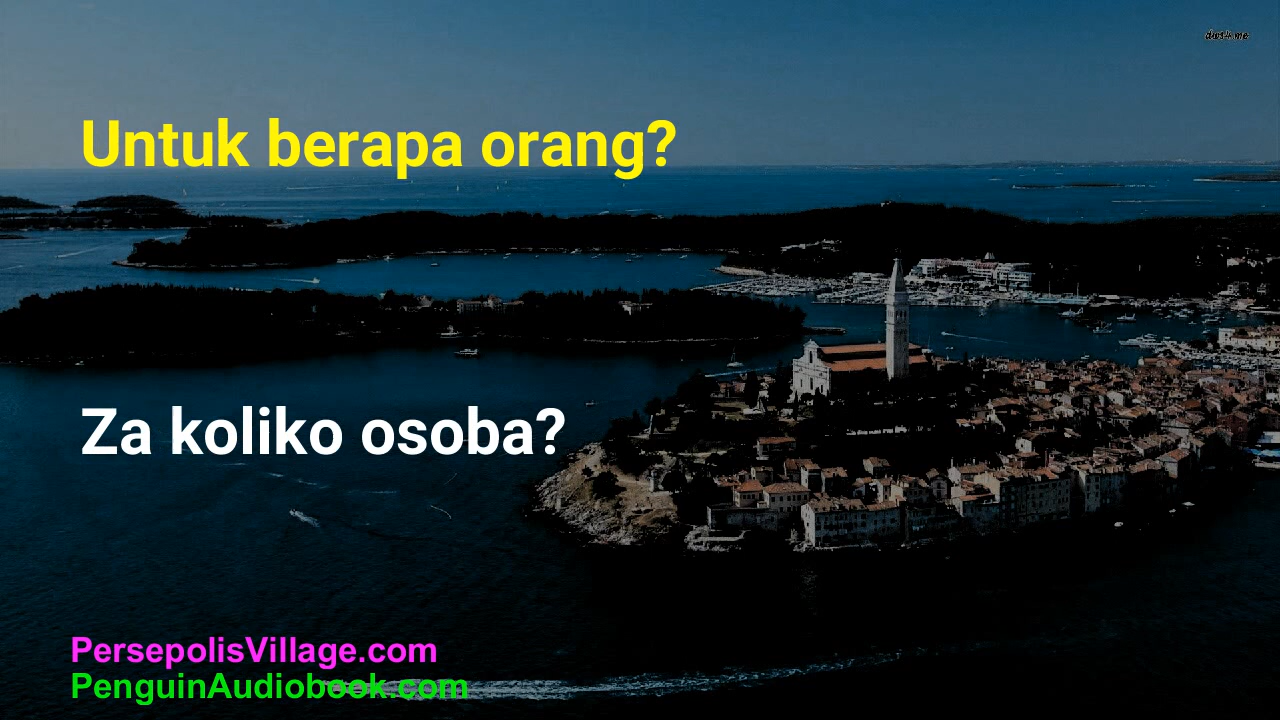 Untuk berapa orang?
Za koliko osoba?
PersepolisVillage.com
PenguinAudiobook.com